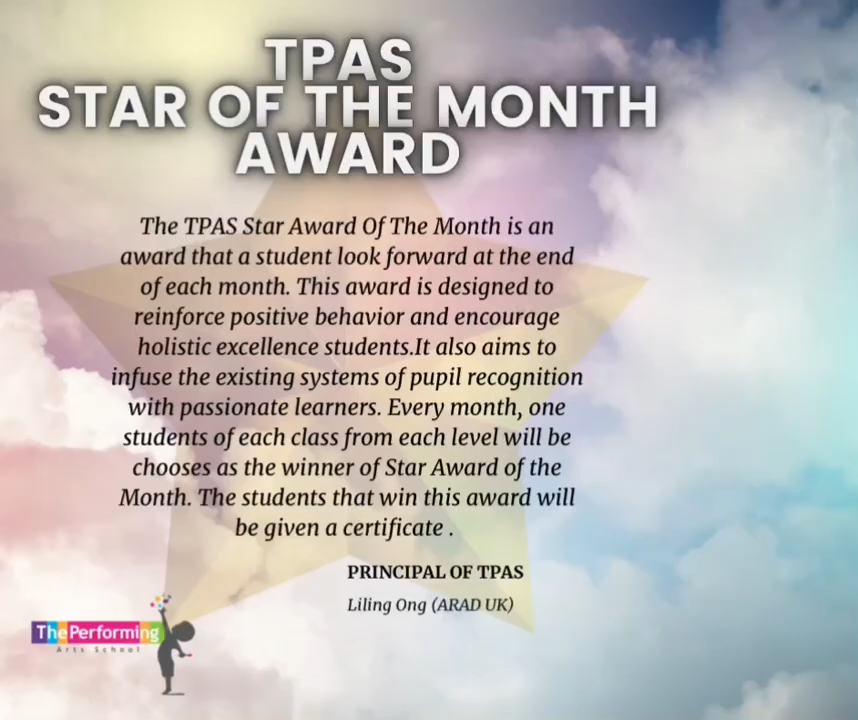 TPAS
STAR OF THE MONTH
AWARD
The TPAS Star Award Of The Month is an
award that a student look forward at the end
of each month. This award is designed to
reinforce positive behavior and encourage
holistic excellence students.It also aims to
infuse the existing systems of pupil recognition
with passionate learners. Every month, one
students of each class from each level will be
chooses as the winner of Star Award of the
Month. The students that win this award will
be given a certificate .
PRINCIPAL OF TPAS
Liling Ong (ARAD UK)
The Performing
Arts School